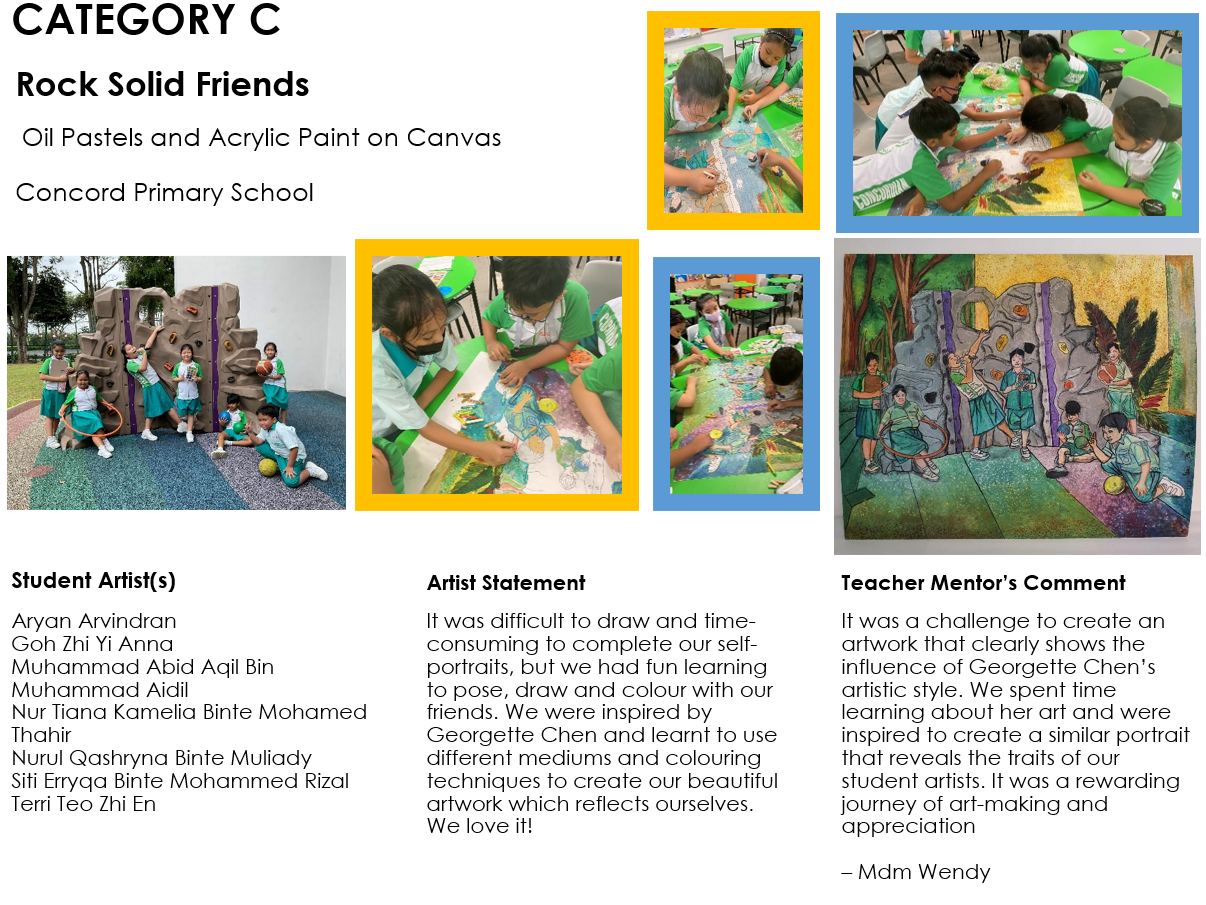 CATEGORY C
Rock Solid Friends
Oil Pastels and Acrylic Paint on Canvas
Concord Primary School
CONCORDIAN
Student Artist(s)
Aryan Arvindran
Goh Zhi Yi Anna
Muhammad Abid Aqil Bin
Muhammad Aidil
Nur Tiana Kamelia Binte Mohamed
Thahir
Nurul Qashryna Binte Muliady
Siti Erryqa Binte Mohammed Rizal
Terri Teo Zhi En
Artist Statement
It was difficult to draw and time-
consuming to complete our self-
portraits, but we had fun learning
to pose, draw and colour with our
friends. We were inspired by
Georgette Chen and learnt to use
different mediums and colouring
techniques to create our beautiful
artwork which reflects ourselves.
We love it!
Teacher Mentor’s Comment
It was a challenge to create an
artwork that clearly shows the
influence of Georgette Chen’s
artistic style. We spent time
learning about her art and were
inspired to create a similar portrait
that reveals the traits of our
student artists. It was a rewarding
journey of art-making and
appreciation
– Mdm Wendy